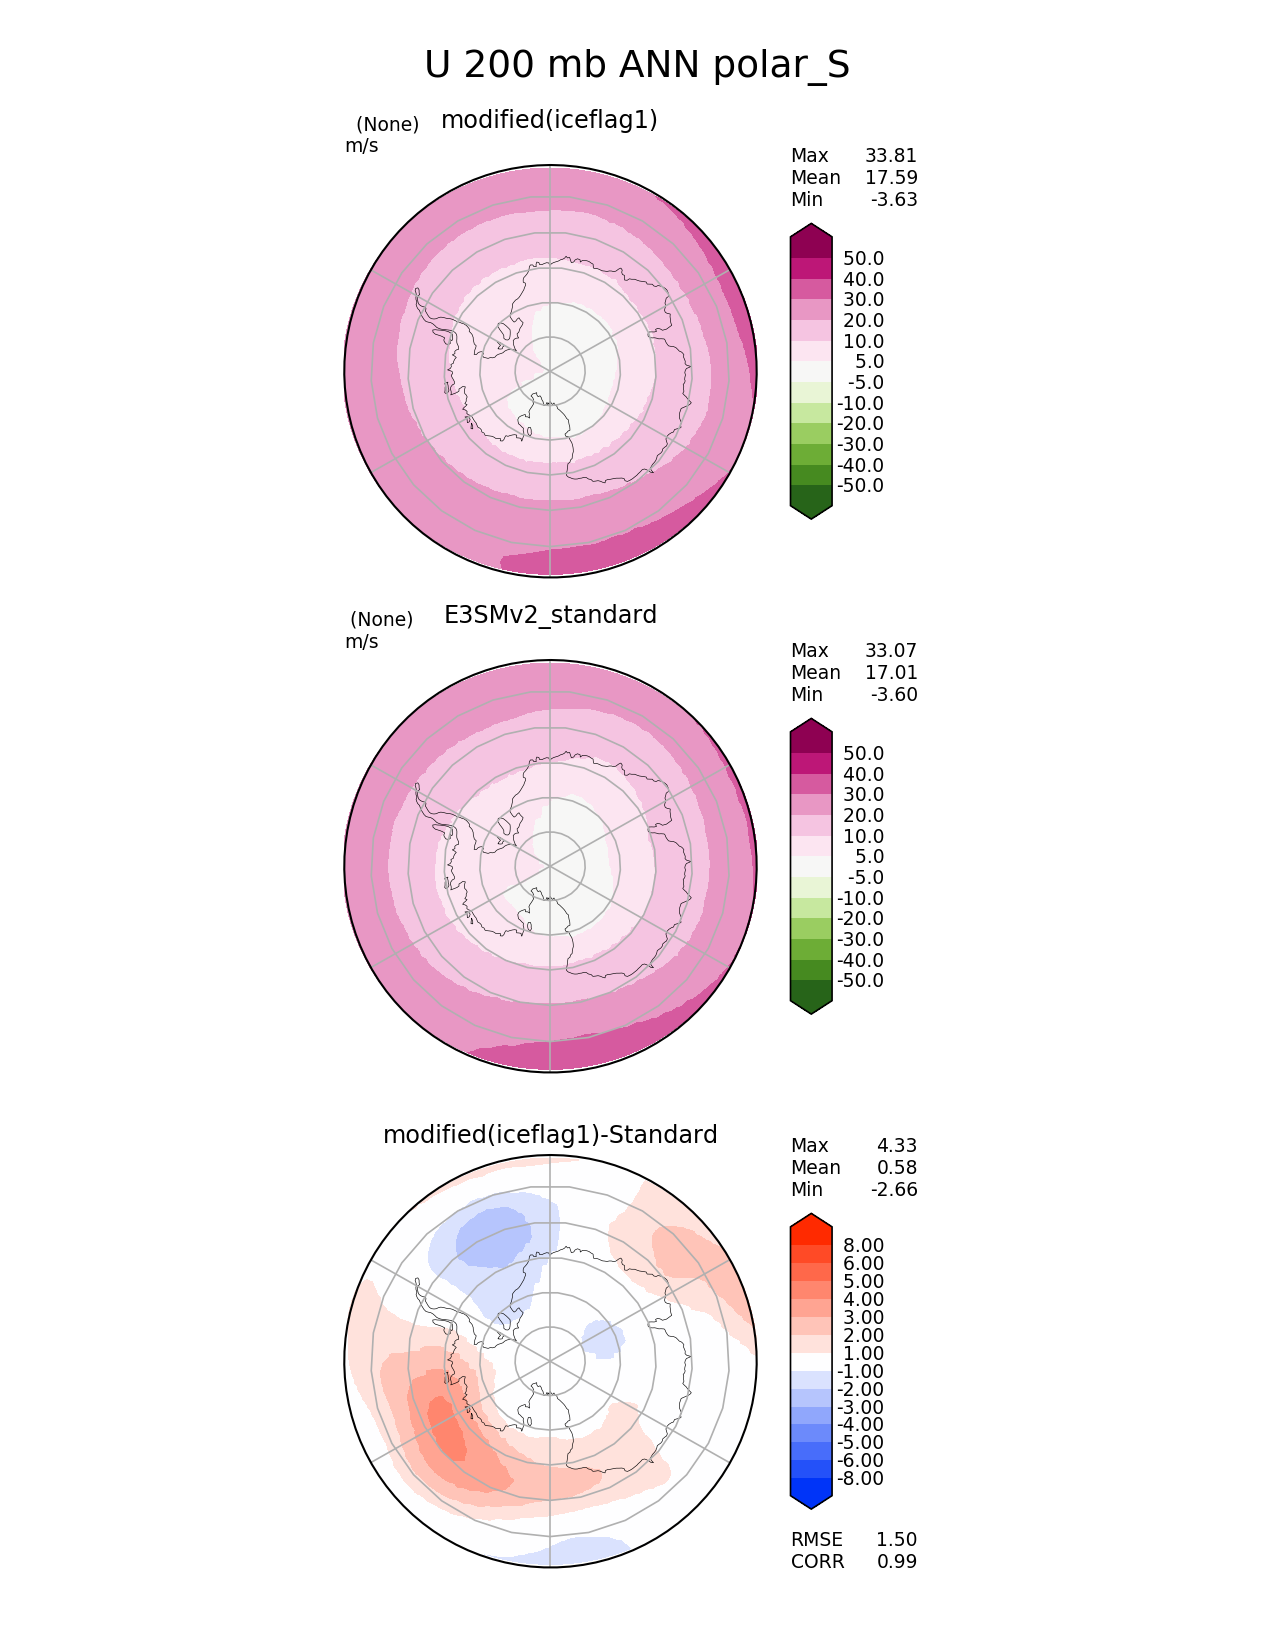 U 200 mb ANN polar_S
(None)
modified(iceflag1)
m/s
Max 33.81
Mean 17.59
Min -3.63
50.0
40.0
30.0
20.0
10.0
5.0
-5.0
-10.0
-20.0
-30.0
-40.0
-50.0
(None)
E3SMv2_standard
m/s
Max 33.07
Mean 17.01
Min -3.60
50.0
40.0
30.0
20.0
10.0
5.0
-5.0
-10.0
-20.0
-30.0
-40.0
-50.0
modified(iceflag1)-Standard
Max 4.33
Mean 0.58
Min -2.66
8.00
6.00
5.00
4.00
3.00
2.00
1.00
-1.00
-2.00
-3.00
-4.00
-5.00
-6.00
-8.00
RMSE 1.50
CORR 0.99